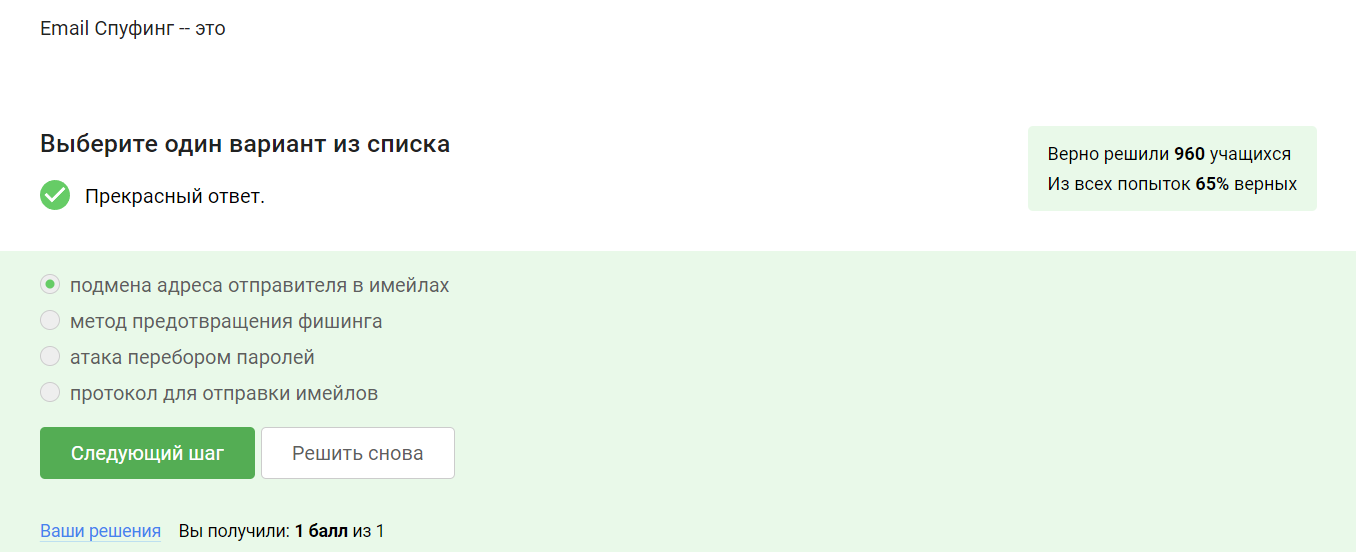 Email Спуфинг -- это
Выберите один вариант из списка
Прекрасный ответ.
Верно решили 960 учащихся
Из всех попыток 65% верных
подмена адреса отправителя в имейлах
метод предотвращения фишинга
атака перебором паролей
протокол для отправки имейлов
Следующий шаг
Решить снова
Ваши решения Вы получили: 1 балл из 1